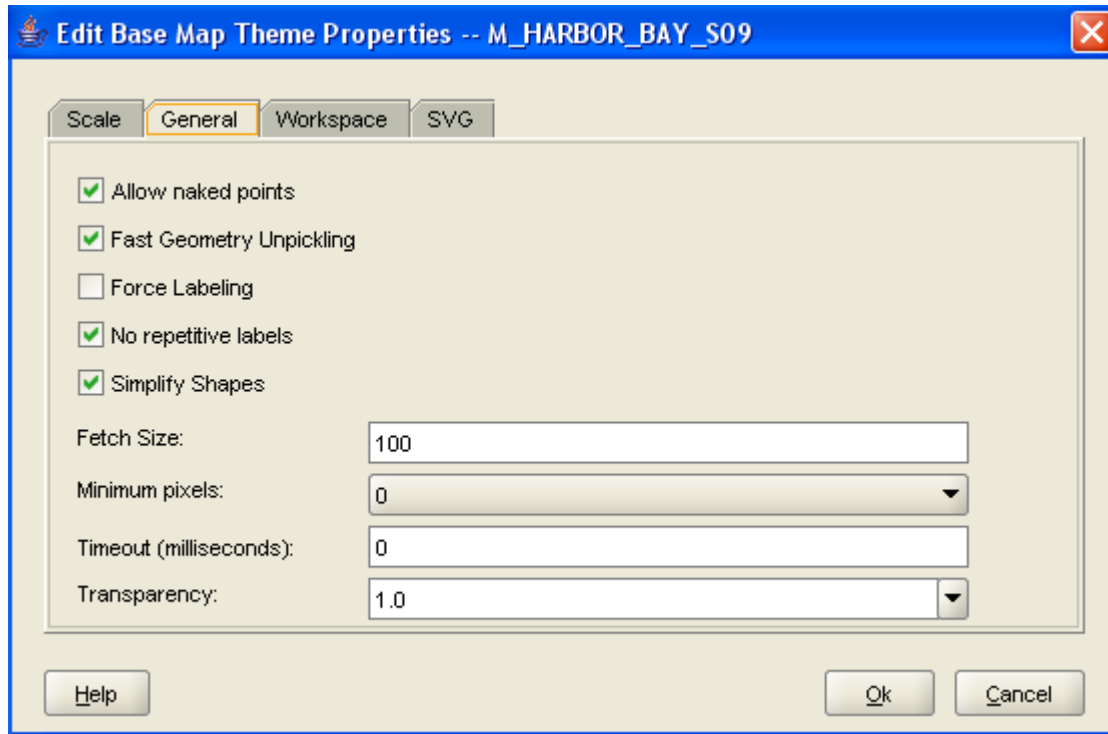 Edit Base Map Theme Properties -- M_HARBOR_BAY_S09
Scale General Workspace SVG
Allow naked points
Fast Geometry Unpickling
Force Labeling
No repetitive labels
Simplify Shapes
Fetch Size: 100
Minimum pixels: 0
Timeout (milliseconds): 0
Transparency: 1.0
Help Ok Cancel